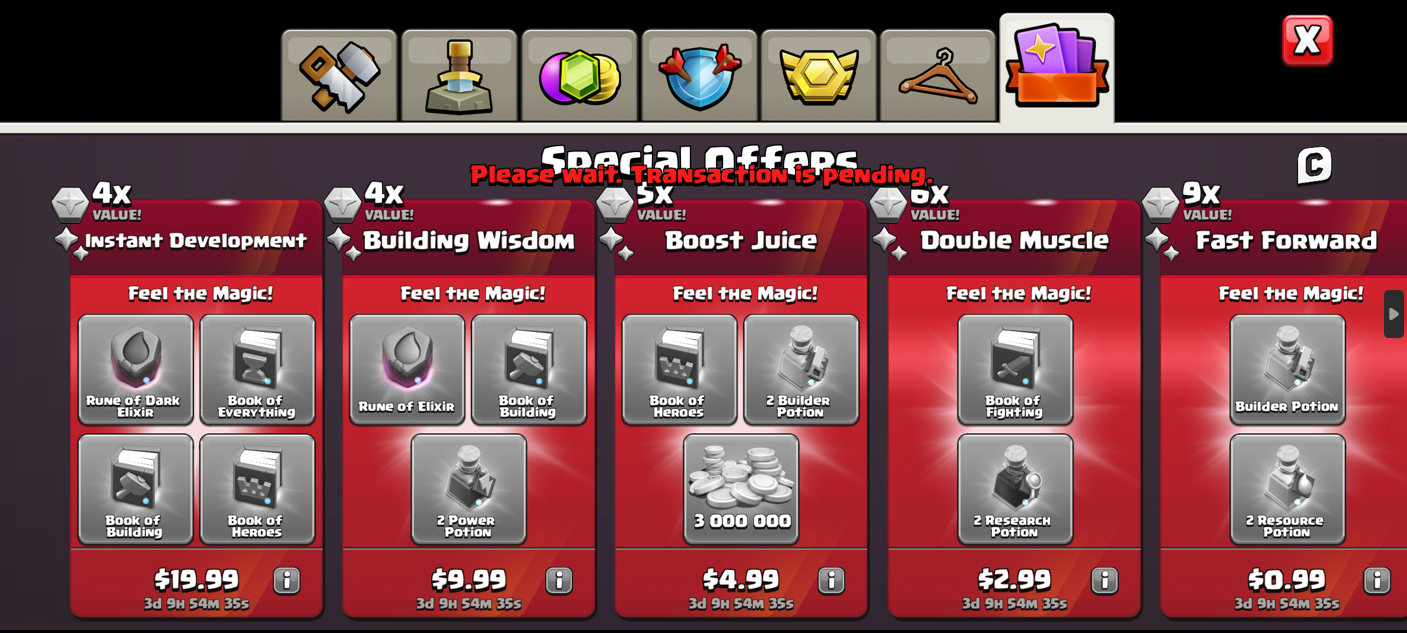 Special Offers
Please wait. Transaction is pending.
4x
VALUE!
Instant Development
Feel the Magic!
Rune of Dark
Elixir
Book of
Everything
Book of
Building
Book of
Heroes
$19.99
i
3d 9H 54M 35s
4x
VALUE!
Building Wisdom
Feel the Magic!
Rune of Elixir
Book of
Building
2 Power
Potion
$9.99
i
3d 9H 54M 35s
5x
VALUE!
Boost Juice
Feel the Magic!
Book of
Heroes
2 Builder
Potion
3 000 000
$4.99
i
3d 9H 54M 35s
6x
VALUE!
Double Muscle
Feel the Magic!
Book of
Fighting
2 Research
Potion
$2.99
i
3d 9H 54M 35s
9x
VALUE!
Fast Forward
Feel the Magic!
Builder Potion
2 Resource
Potion
$0.99
i
3d 9H 54M 35s